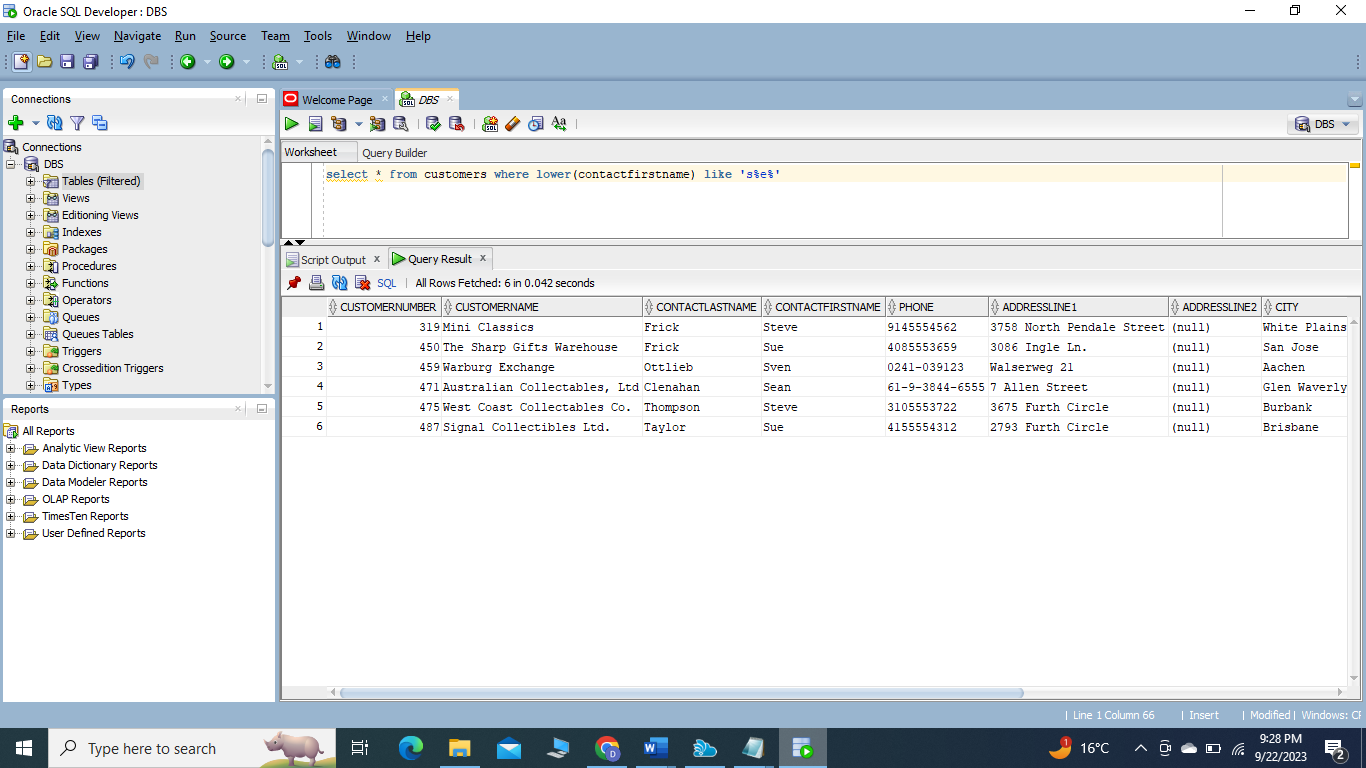 Oracle SQL Developer : DBS
File Edit View Navigate Run Source Team Tools Window Help
Connections
Connections
DBS
Tables (Filtered)
Views
Editioning Views
Indexes
Packages
Procedures
Functions
Operators
Queues
Queues Tables
Triggers
Crossedition Triggers
Types
Reports
All Reports
Analytic View Reports
Data Dictionary Reports
Data Modeler Reports
OLAP Reports
TimesTen Reports
User Defined Reports
Welcome Page DBS
DBS
Worksheet Query Builder
select * from customers where lower(contactfirstname) like 's%e%'
Script Output x Query Result x
SQL | All Rows Fetched: 6 in 0.042 seconds
CUSTOMERNUMBER CUSTOMERNAME CONTACTLASTNAME CONTACTFIRSTNAME PHONE ADDRESSLINE1 ADDRESSLINE2 CITY
1 319 Mini Classics Frick Steve 9145554562 3758 North Pendale Street (null) White Plains
2 450 The Sharp Gifts Warehouse Frick Sue 4085553659 3086 Ingle Ln. (null) San Jose
3 459 Warburg Exchange Ottlieb Sven 0241-039123 Walserweg 21 (null) Aachen
4 471 Australian Collectables, Ltd Clenahan Sean 61-9-3844-6555 7 Allen Street (null) Glen Waverly
5 475 West Coast Collectables Co. Thompson Steve 3105553722 3675 Furth Circle (null) Burbank
6 487 Signal Collectibles Ltd. Taylor Sue 4155554312 2793 Furth Circle (null) Brisbane
| Line 1 Column 66 | Insert | Modified | Windows: CF
Type here to search
1 16°C 9:28 PM
9/22/2023 2